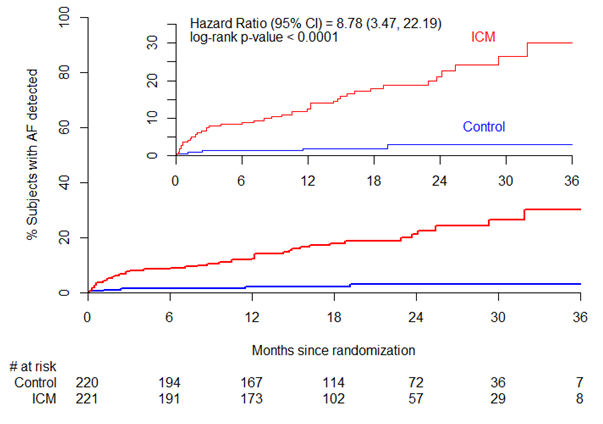 Hazard Ratio (95% CI) = 8.78 (3.47, 22.19)
log-rank p-value < 0.0001
ICM
Control
0 10 20 30
0 6 12 18 24 30 36
% Subjects with AF detected
0 20 40 60 80 100
0 6 12 18 24 30 36
Months since randomization
# at risk
Control 220 194 167 114 72 36 7
ICM 221 191 173 102 57 29 8